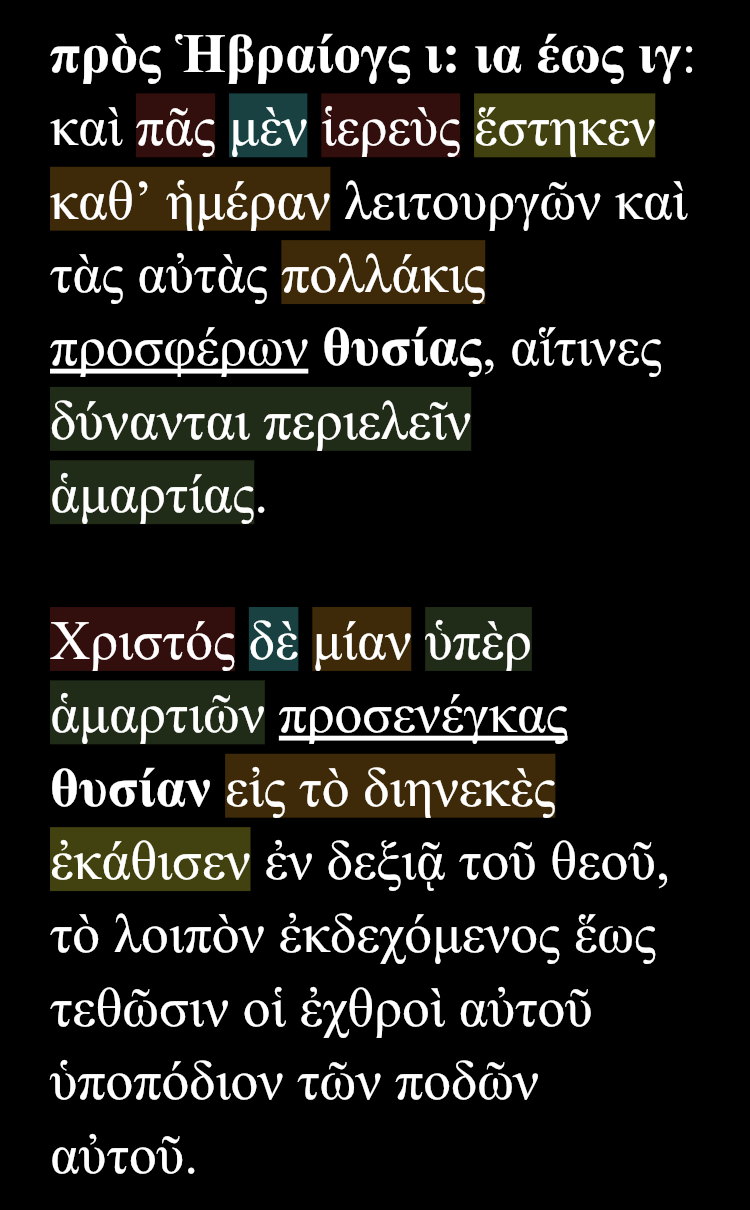 πρὸς Ἡβραίογς ι: ια έως ιγ:
καὶ πᾶς μὲν ἱερεὺς ἕστηκεν
καθ’ ἡμέραν λειτουργῶν καὶ
τὰς αὐτὰς πολλάκις
προσφέρων θυσίας, αἵτινες
δύνανται περιελεῖν
ἁμαρτίας.
Χριστός δὲ μίαν ὑπὲρ
ἁμαρτιῶν προσενέγκας
θυσίαν εἰς τὸ διηνεκὲς
ἐκάθισεν ἐν δεξιᾷ τοῦ θεοῦ,
τὸ λοιπὸν ἐκδεχόμενος ἕως
τεθῶσιν οἱ ἐχθροὶ αὐτοῦ
ὑποπόδιον τῶν ποδῶν
αὐτοῦ.